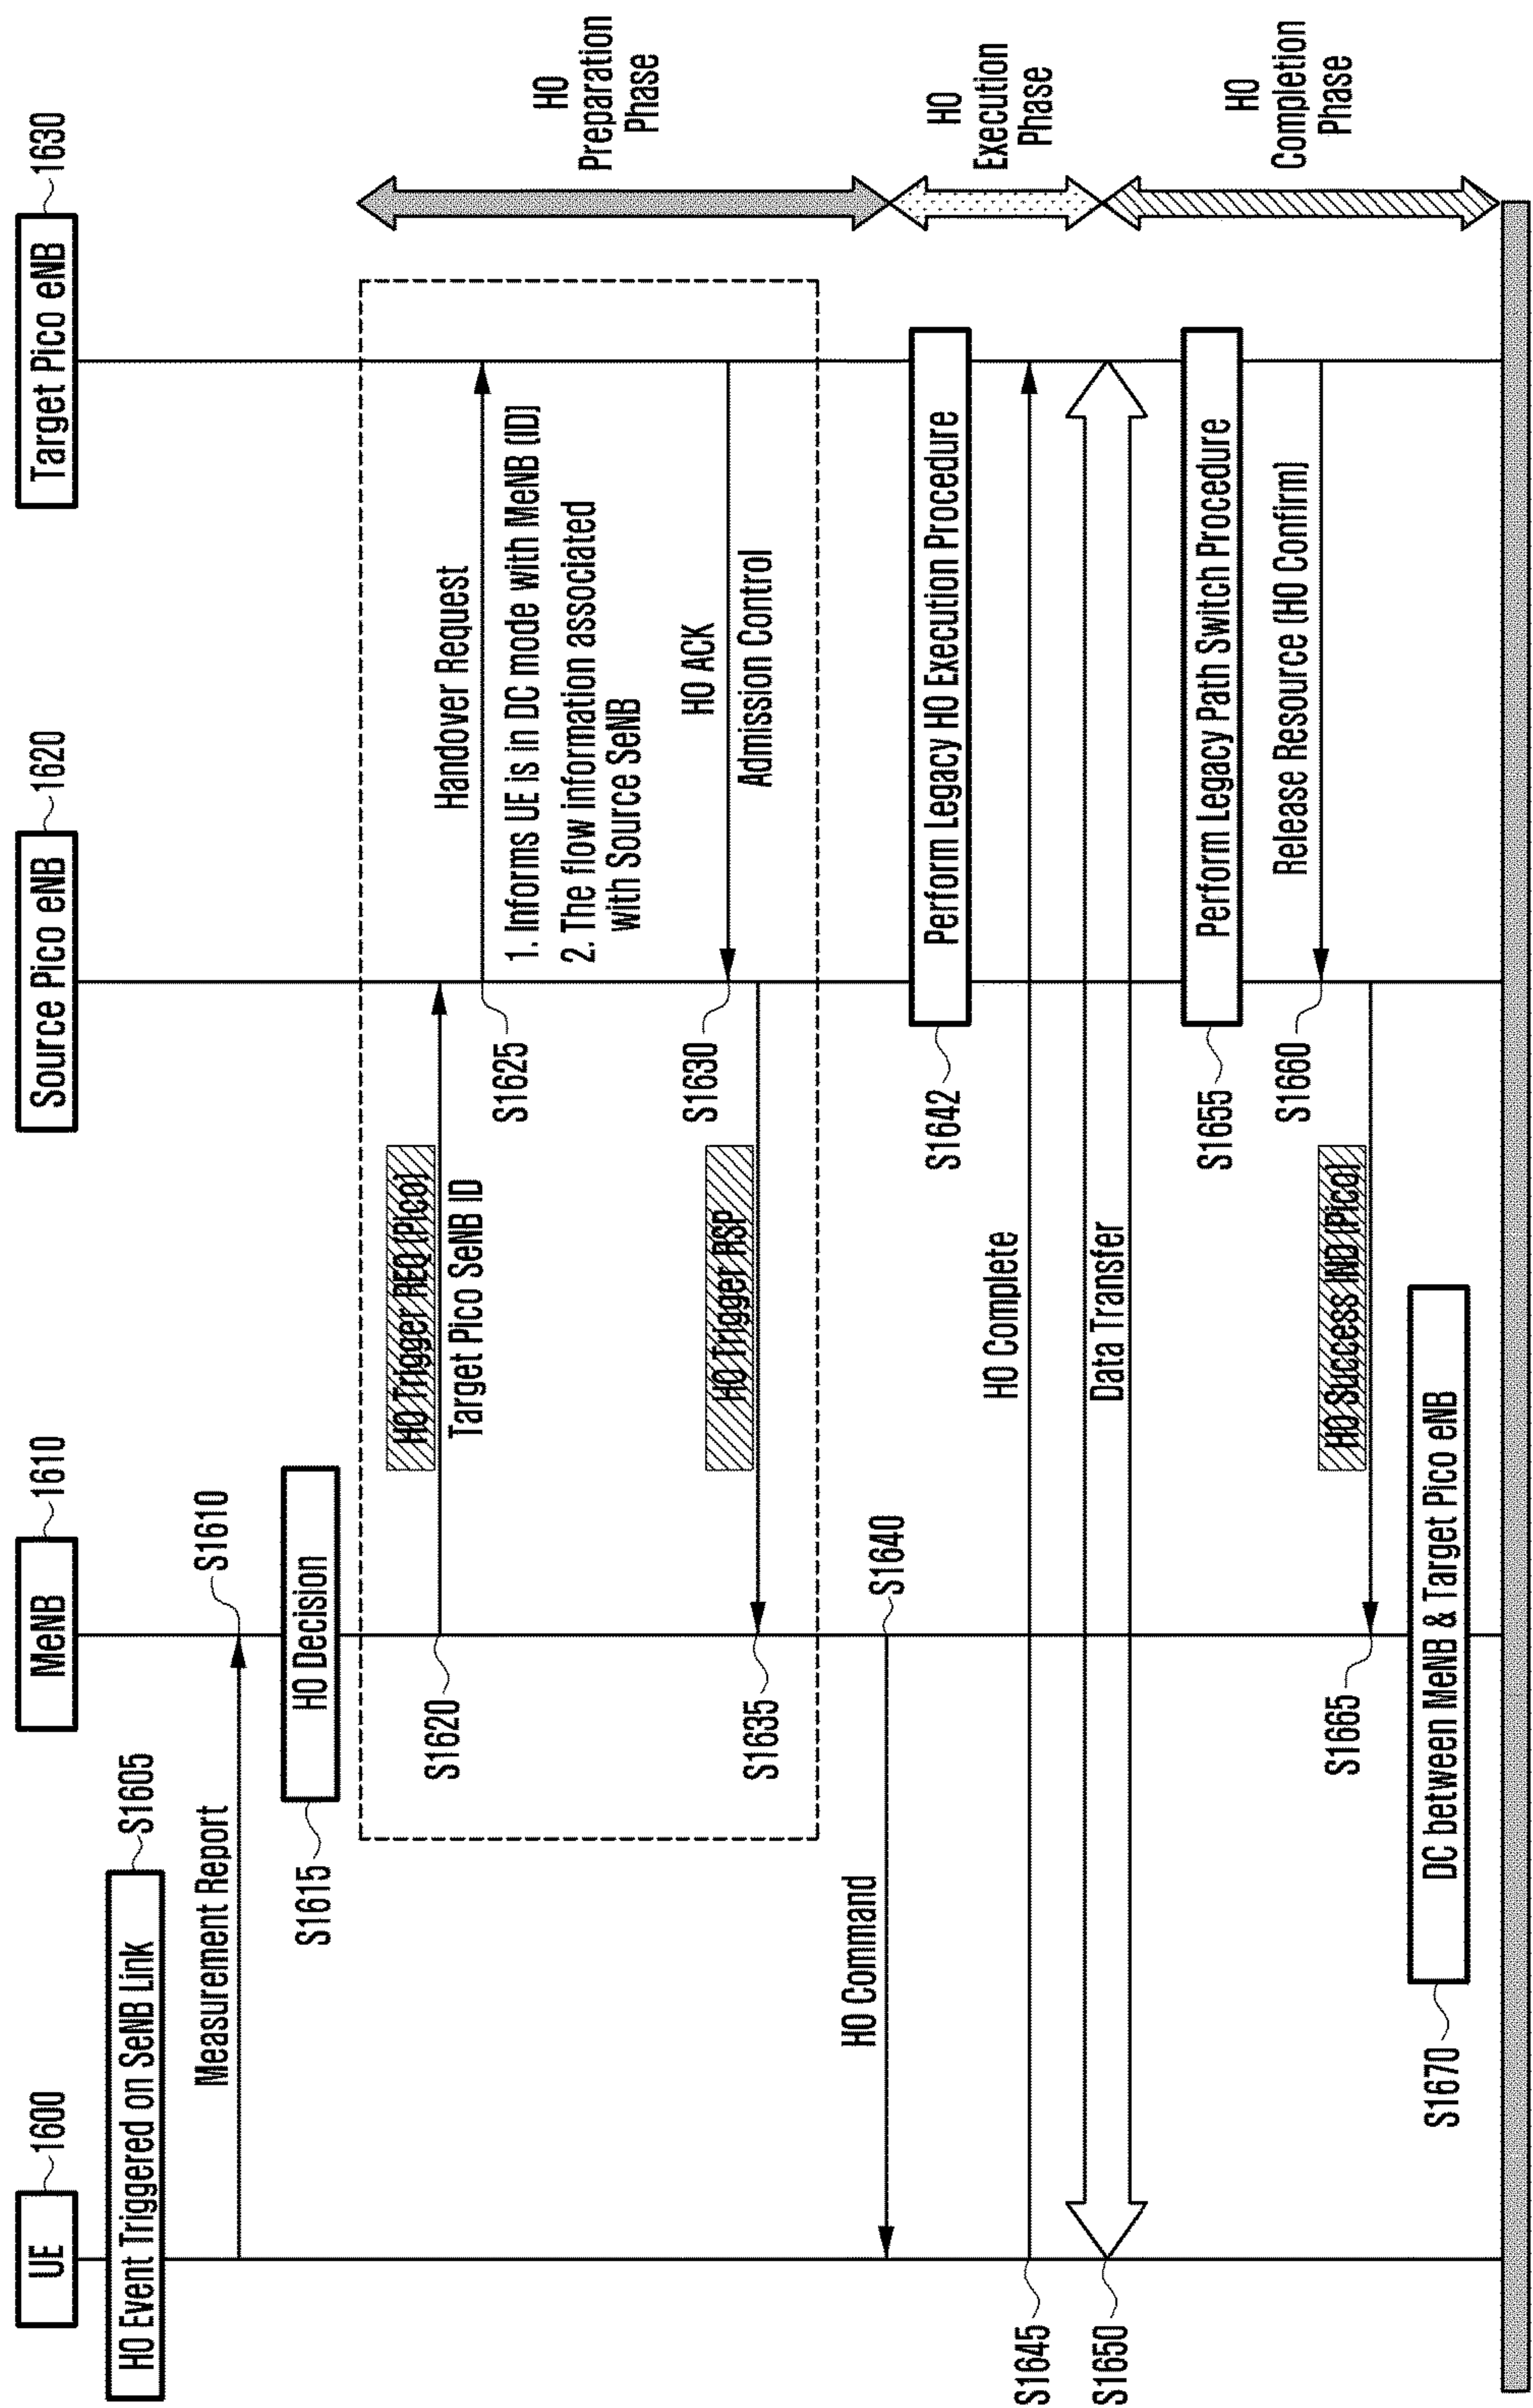 UE
1600
MeNB
1610
Source Pico eNB
1620
Target Pico eNB
1630
HO Event Triggered on SeNB Link
S1605
Measurement Report
S1610
HO Decision
S1615
HO Trigger REQ (Pico)
Target Pico SeNB ID
S1620
Handover Request
S1625
1. Informs UE is in DC mode with MeNB (ID)
2. The flow information associated
with Source SeNB
HO ACK
Admission Control
S1630
HO Trigger RSP
S1635
HO Command
S1640
Perform Legacy HO Execution Procedure
S1642
HO Complete
S1645
Data Transfer
S1650
Perform Legacy Path Switch Procedure
S1655
Release Resource (HO Confirm)
S1660
HO Success IND (Pico)
S1665
DC between MeNB & Target Pico eNB
S1670
HO
Preparation
Phase
HO
Execution
Phase
HO
Completion
Phase